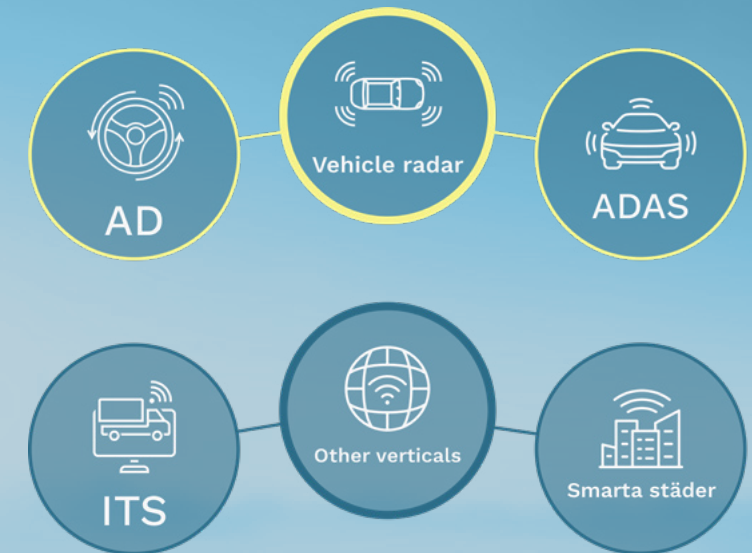 AD
Vehicle radar
ADAS
ITS
Other verticals
Smarta städer